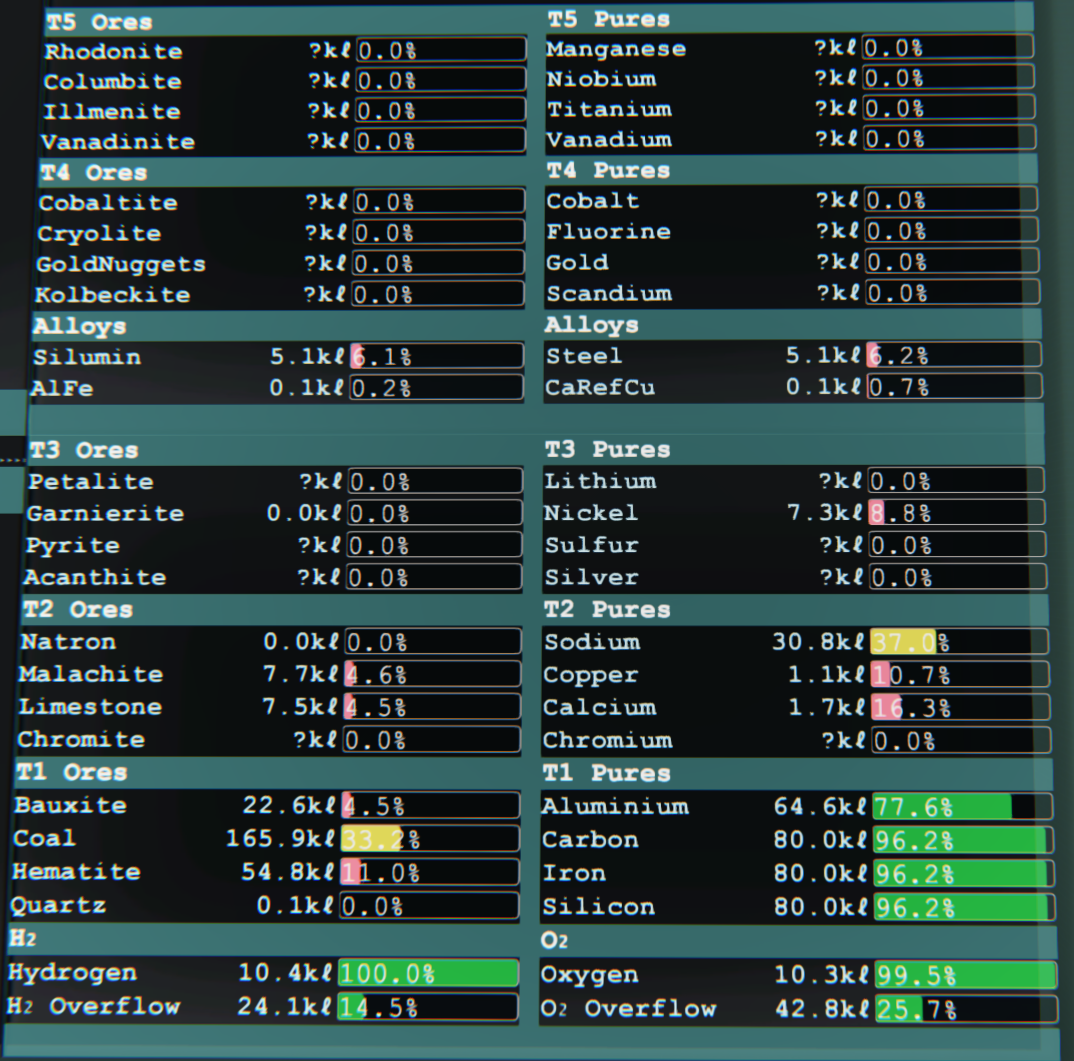 T5 Ores T5 Pures
Rhodonite ?kℓ 0.0% Manganese ?kℓ 0.0%
Columbite ?kℓ 0.0% Niobium ?kℓ 0.0%
Illmenite ?kℓ 0.0% Titanium ?kℓ 0.0%
Vanadinite ?kℓ 0.0% Vanadium ?kℓ 0.0%
T4 Ores T4 Pures
Cobaltite ?kℓ 0.0% Cobalt ?kℓ 0.0%
Cryolite ?kℓ 0.0% Fluorine ?kℓ 0.0%
GoldNuggets ?kℓ 0.0% Gold ?kℓ 0.0%
Kolbeckite ?kℓ 0.0% Scandium ?kℓ 0.0%
Alloys Alloys
Silumin 5.1kℓ 6.1% Steel 5.1kℓ 6.2%
AlFe 0.1kℓ 0.2% CaRefCu 0.1kℓ 0.7%
T3 Ores T3 Pures
Petalite ?kℓ 0.0% Lithium ?kℓ 0.0%
Garnierite 0.0kℓ 0.0% Nickel 7.3kℓ 8.8%
Pyrite ?kℓ 0.0% Sulfur ?kℓ 0.0%
Acanthite ?kℓ 0.0% Silver ?kℓ 0.0%
T2 Ores T2 Pures
Natron 0.0kℓ 0.0% Sodium 30.8kℓ 37.0%
Malachite 7.7kℓ 4.6% Copper 1.1kℓ 10.7%
Limestone 7.5kℓ 4.5% Calcium 1.7kℓ 16.3%
Chromite ?kℓ 0.0% Chromium ?kℓ 0.0%
T1 Ores T1 Pures
Bauxite 22.6kℓ 4.5% Aluminium 64.6kℓ 77.6%
Coal 165.9kℓ 33.2% Carbon 80.0kℓ 96.2%
Hematite 54.8kℓ 11.0% Iron 80.0kℓ 96.2%
Quartz 0.1kℓ 0.0% Silicon 80.0kℓ 96.2%
H2 O2
Hydrogen 10.4kℓ 100.0% Oxygen 10.3kℓ 99.5%
H2 Overflow 24.1kℓ 14.5% O2 Overflow 42.8kℓ 25.7%